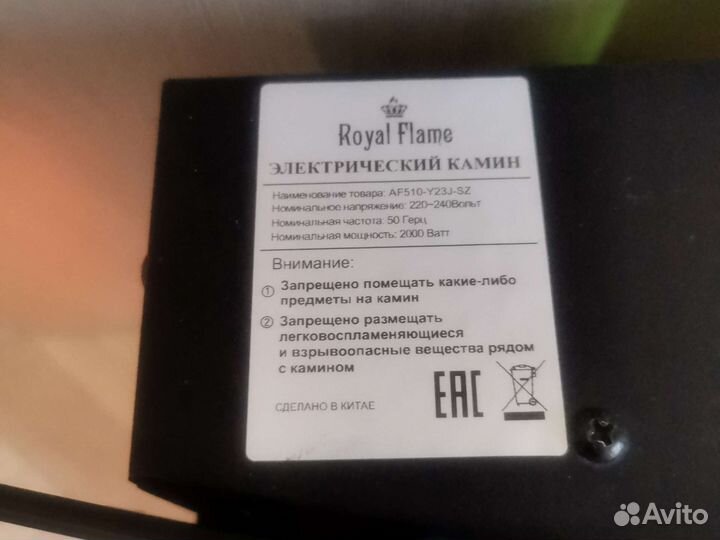 Royal Flame
ЭЛЕКТРИЧЕСКИЙ КАМИН
Наименование товара: AF510-Y23J-SZ
Номинальное напряжение: 220~240Вольт
Номинальная частота: 50 Герц
Номинальная мощность: 2000 Ватт
Внимание:
① Запрещено помещать какие-либо
предметы на камин
② Запрещено размещать
легковоспламеняющиеся
и взрывоопасные вещества рядом
с камином
СДЕЛАНО В КИТАЕ
EAC
Avito